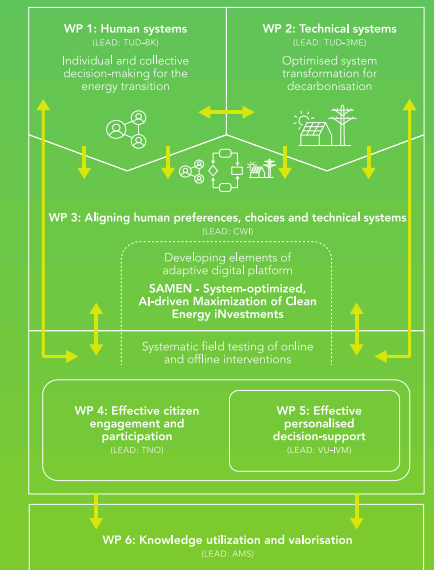 WP 1: Human systems
(LEAD: TUD-BK)
Individual and collective
decision-making for the
energy transition
WP 2: Technical systems
(LEAD: TUD-3ME)
Optimised system
transformation for
decarbonisation
WP 3: Aligning human preferences, choices and technical systems
(LEAD: CWI)
Developing elements of
adaptive digital platform
SAMEN - System-optimized,
AI-driven Maximization of Clean
Energy iNvestments
Systematic field testing of online
and offline interventions
WP 4: Effective citizen
engagement and
participation
(LEAD: TNO)
WP 5: Effective
personalised
decision-support
(LEAD: VU-IVM)
WP 6: Knowledge utilization and valorisation
(LEAD: AMS)